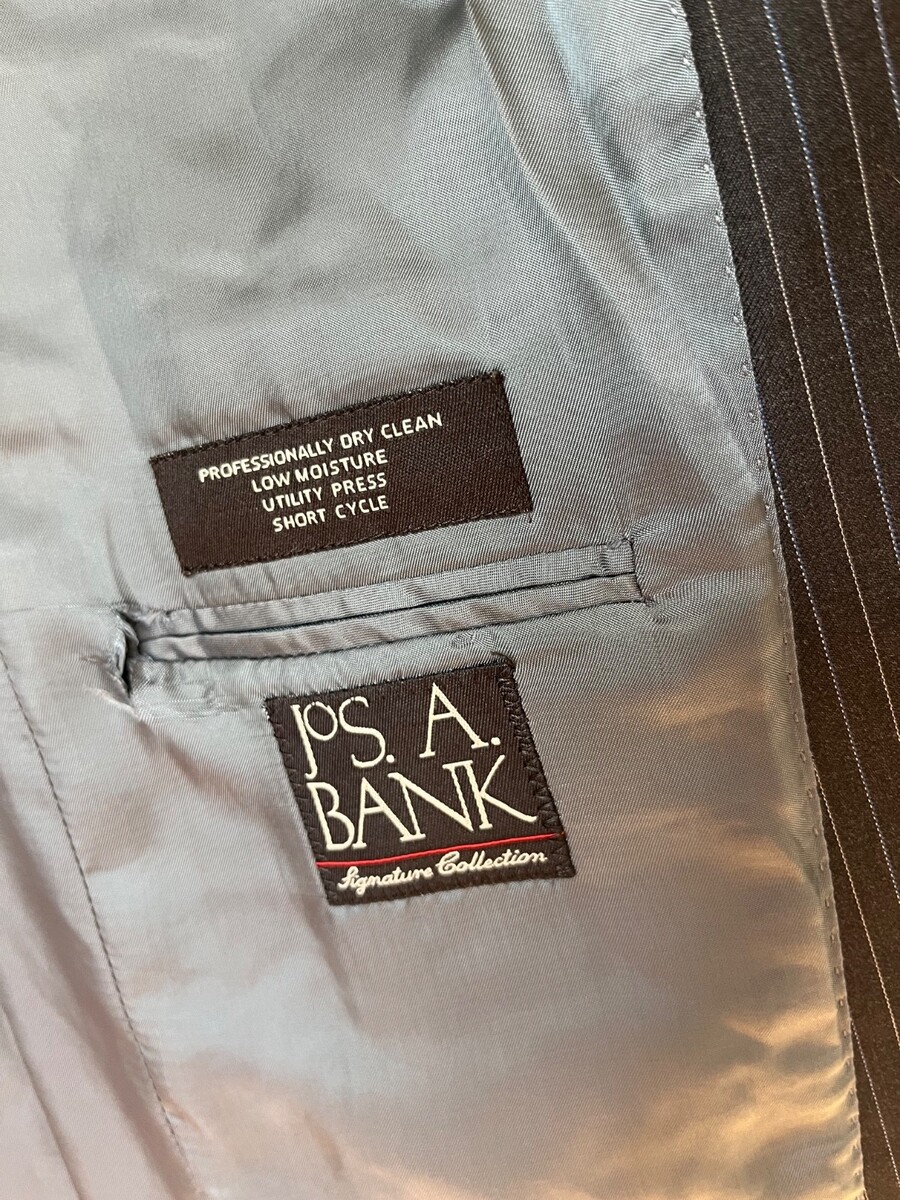 PROFESSIONALLY DRY CLEAN
LOW MOISTURE
UTILITY PRESS
SHORT CYCLE
JOS. A.
BANK
Signature Collection